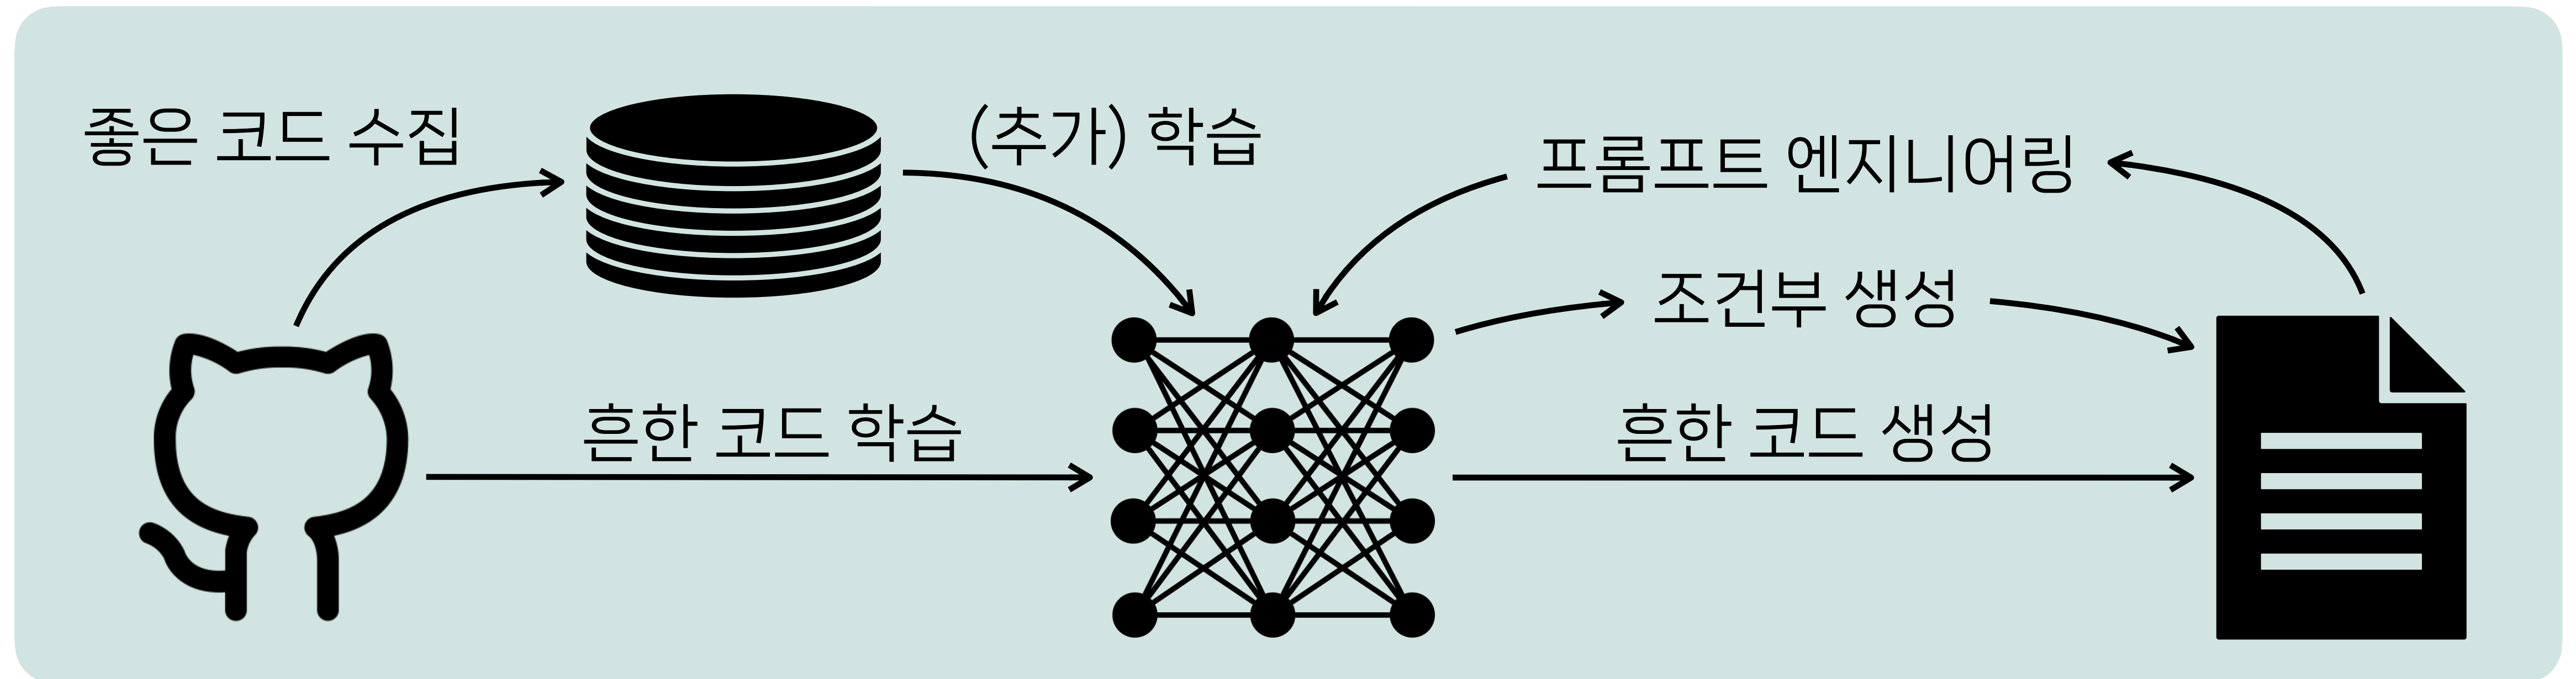 좋은 코드 수집
(추가) 학습
프롬프트 엔지니어링
조건부 생성
흔한 코드 학습
흔한 코드 생성